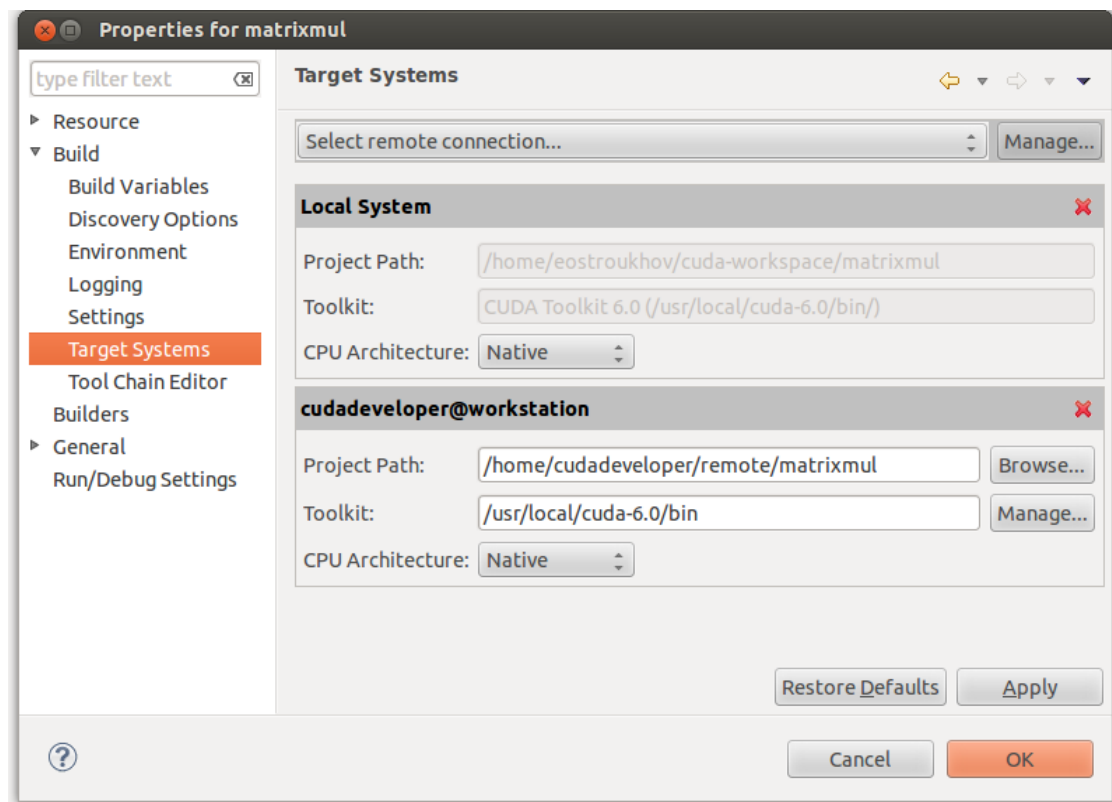 Properties for matrixmul
type filter text
Resource
Build
Build Variables
Discovery Options
Environment
Logging
Settings
Target Systems
Tool Chain Editor
Builders
General
Run/Debug Settings
Target Systems
Select remote connection...
Manage...
Local System
Project Path: /home/eostroukhov/cuda-workspace/matrixmul
Toolkit: CUDA Toolkit 6.0 (/usr/local/cuda-6.0/bin/)
CPU Architecture: Native
cudadeveloper@workstation
Project Path: /home/cudadeveloper/remote/matrixmul Browse...
Toolkit: /usr/local/cuda-6.0/bin Manage...
CPU Architecture: Native
Restore Defaults Apply
? Cancel OK